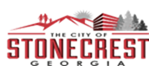 THE CITY OF
STONECREST
GEORGIA